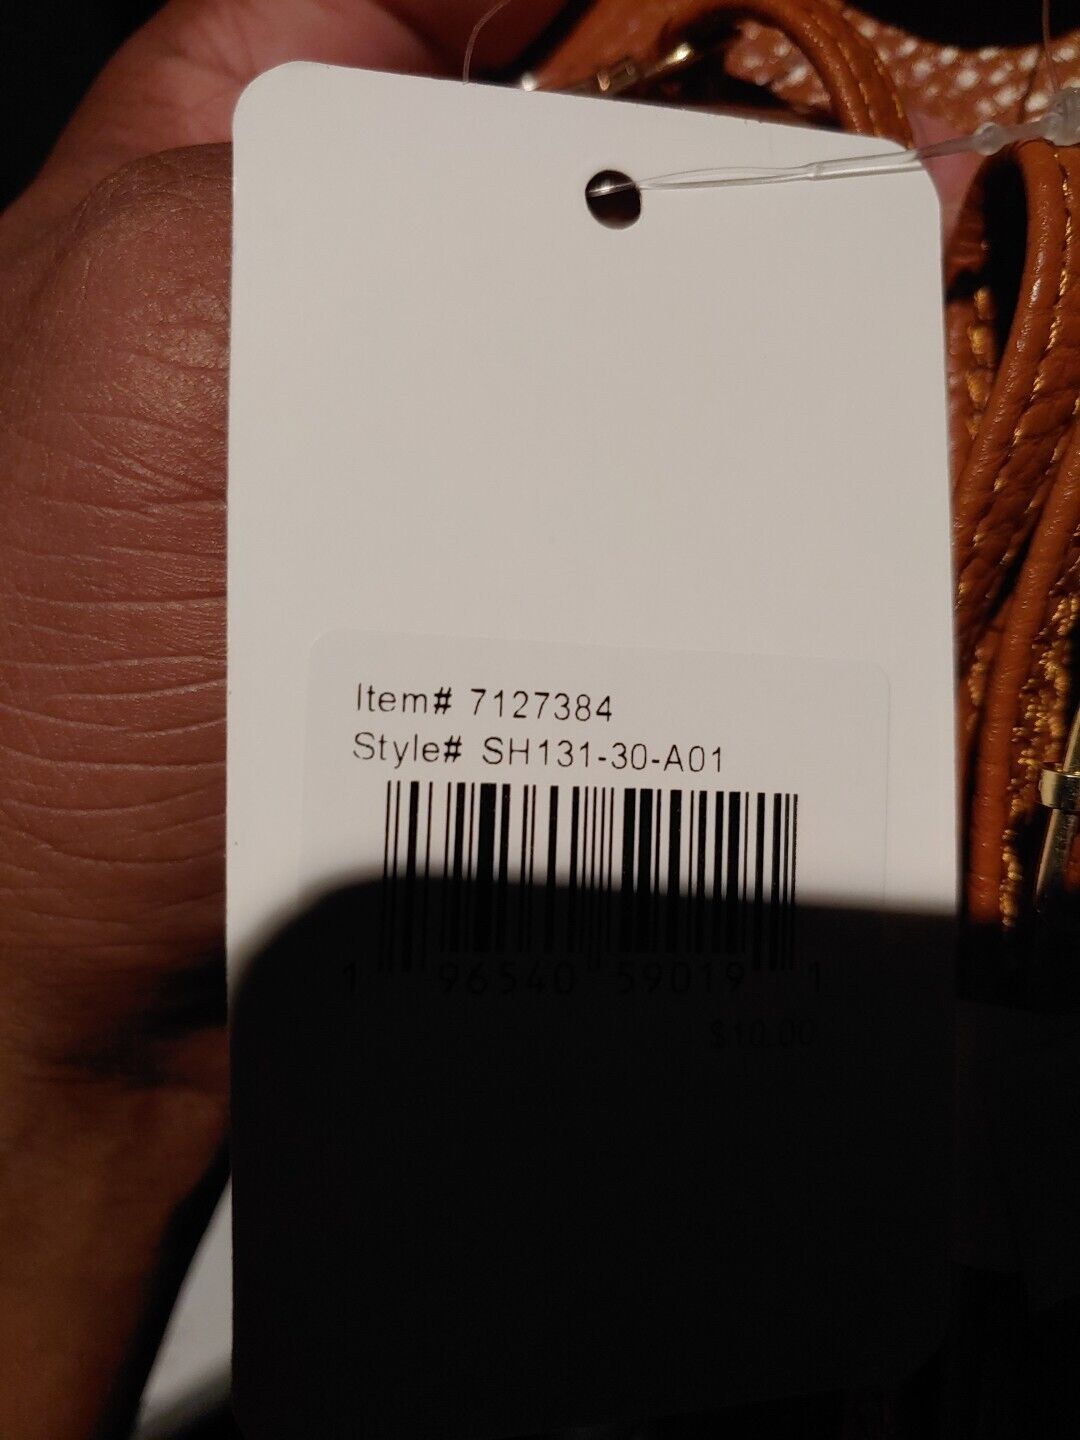 Item# 7127384
Style# SH131-30-A01
1 96540 59019 1
$10.00